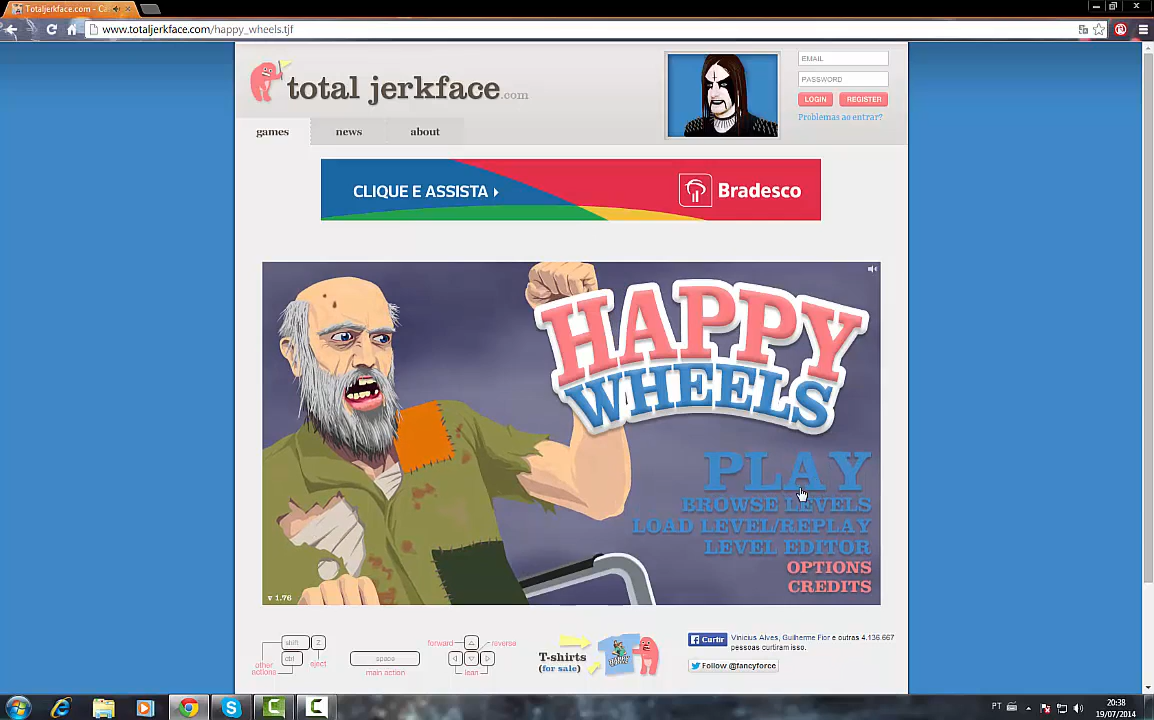 Totaljerkface.com - Ca
www.totaljerkface.com/happy_wheels.tjf
total jerkface.com
EMAIL
PASSWORD
LOGIN REGISTER
Problemas ao entrar?
games news about
CLIQUE E ASSISTA Bradesco
HAPPY
WHEELS
PLAY
BROWSE LEVELS
LOAD LEVEL/REPLAY
LEVEL EDITOR
OPTIONS
CREDITS
v 1.76
shift Z
ctrl
eject
other
actions
space
main action
forward reverse
lean
T-shirts
(for sale)
Curtir
Vinicius Alves, Guilherme Fior e outras 4.136.667
pessoas curtiram isso.
Follow @fancyforce
PT
20:38
19/07/2014